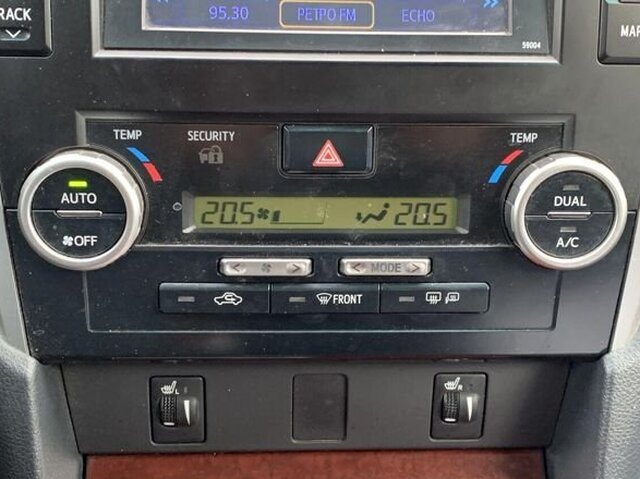 RACK
95.30 РЕТРО FM ECHO
59004
MAP
TEMP SECURITY TEMP
AUTO
OFF
20.5 20.5
DUAL
A/C
< > < MODE >
FRONT
L R